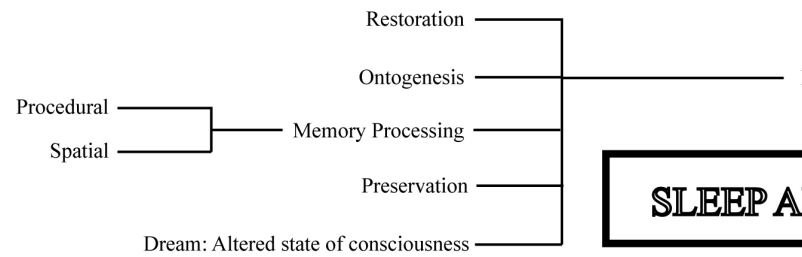 Restoration
Ontogenesis
Procedural
Memory Processing
Spatial
Preservation
SLEEP
Dream: Altered state of consciousness